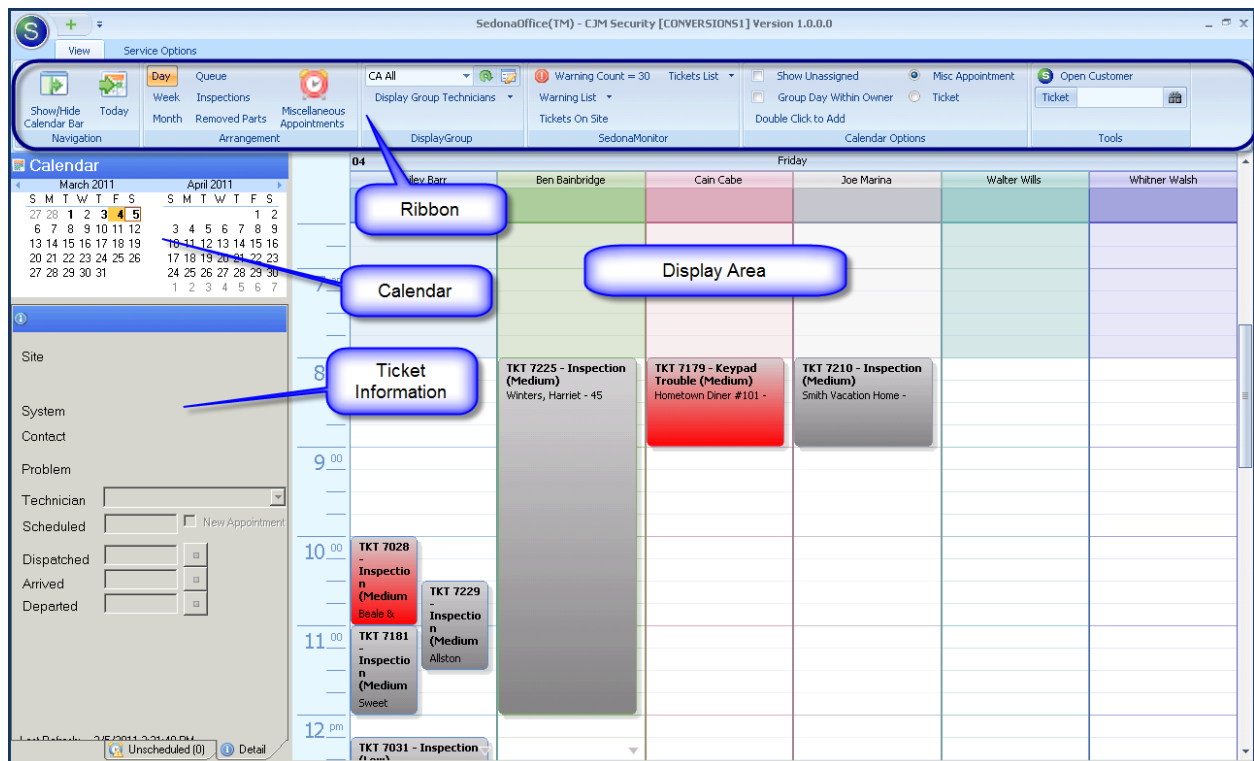 SedonaOffice(TM) - CJM Security [CONVERSIONS1] Version 1.0.0.0
S
View Service Options
Show/Hide Calendar Bar
Today
Navigation
Day Queue
Week Inspections
Month Removed Parts
Miscellaneous Appointments
Arrangement
CA All
Display Group Technicians
DisplayGroup
Warning Count = 30 Tickets List
Warning List
Tickets On Site
SedonaMonitor
Show Unassigned Misc Appointment
Group Day Within Owner Ticket
Double Click to Add
Calendar Options
S Open Customer
Ticket
Tools
Calendar
March 2011 April 2011
S M T W T F S S M T W T F S
27 28 1 2 3 4 5 1 2
6 7 8 9 10 11 12 3 4 5 6 7 8 9
13 14 15 16 17 18 19 10 11 12 13 14 15 16
20 21 22 23 24 25 26 17 18 19 20 21 22 23
27 28 29 30 31 24 25 26 27 28 29 30
1 2 3 4 5 6 7
04 Friday
Barr Ben Bainbridge Cain Cabe Joe Marina Walter Wills Whitner Walsh
Ribbon
Calendar
Display Area
Ticket
Information
Site
System
Contact
Problem
Technician
Scheduled New Appointment
Dispatched
Arrived
Departed
Unscheduled (0) Detail
7
8
9 00
10 00
11 00
12 pm
TKT 7225 - Inspection
(Medium)
Winters, Harriet - 45
TKT 7179 - Keypad
Trouble (Medium)
Hometown Diner #101 -
TKT 7210 - Inspection
(Medium)
Smith Vacation Home -
TKT 7028
-
Inspectio
n
(Medium
Beale &
TKT 7229
-
Inspectio
n
(Medium
Allston
TKT 7181
-
Inspectio
n
(Medium
Sweet
TKT 7031 - Inspection